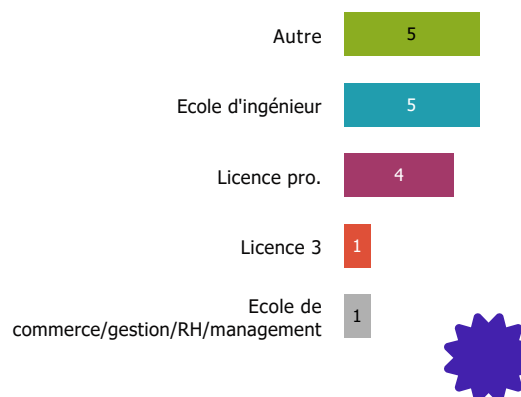 Autre 5
Ecole d'ingénieur 5
Licence pro. 4
Licence 3 1
Ecole de
commerce/gestion/RH/management 1